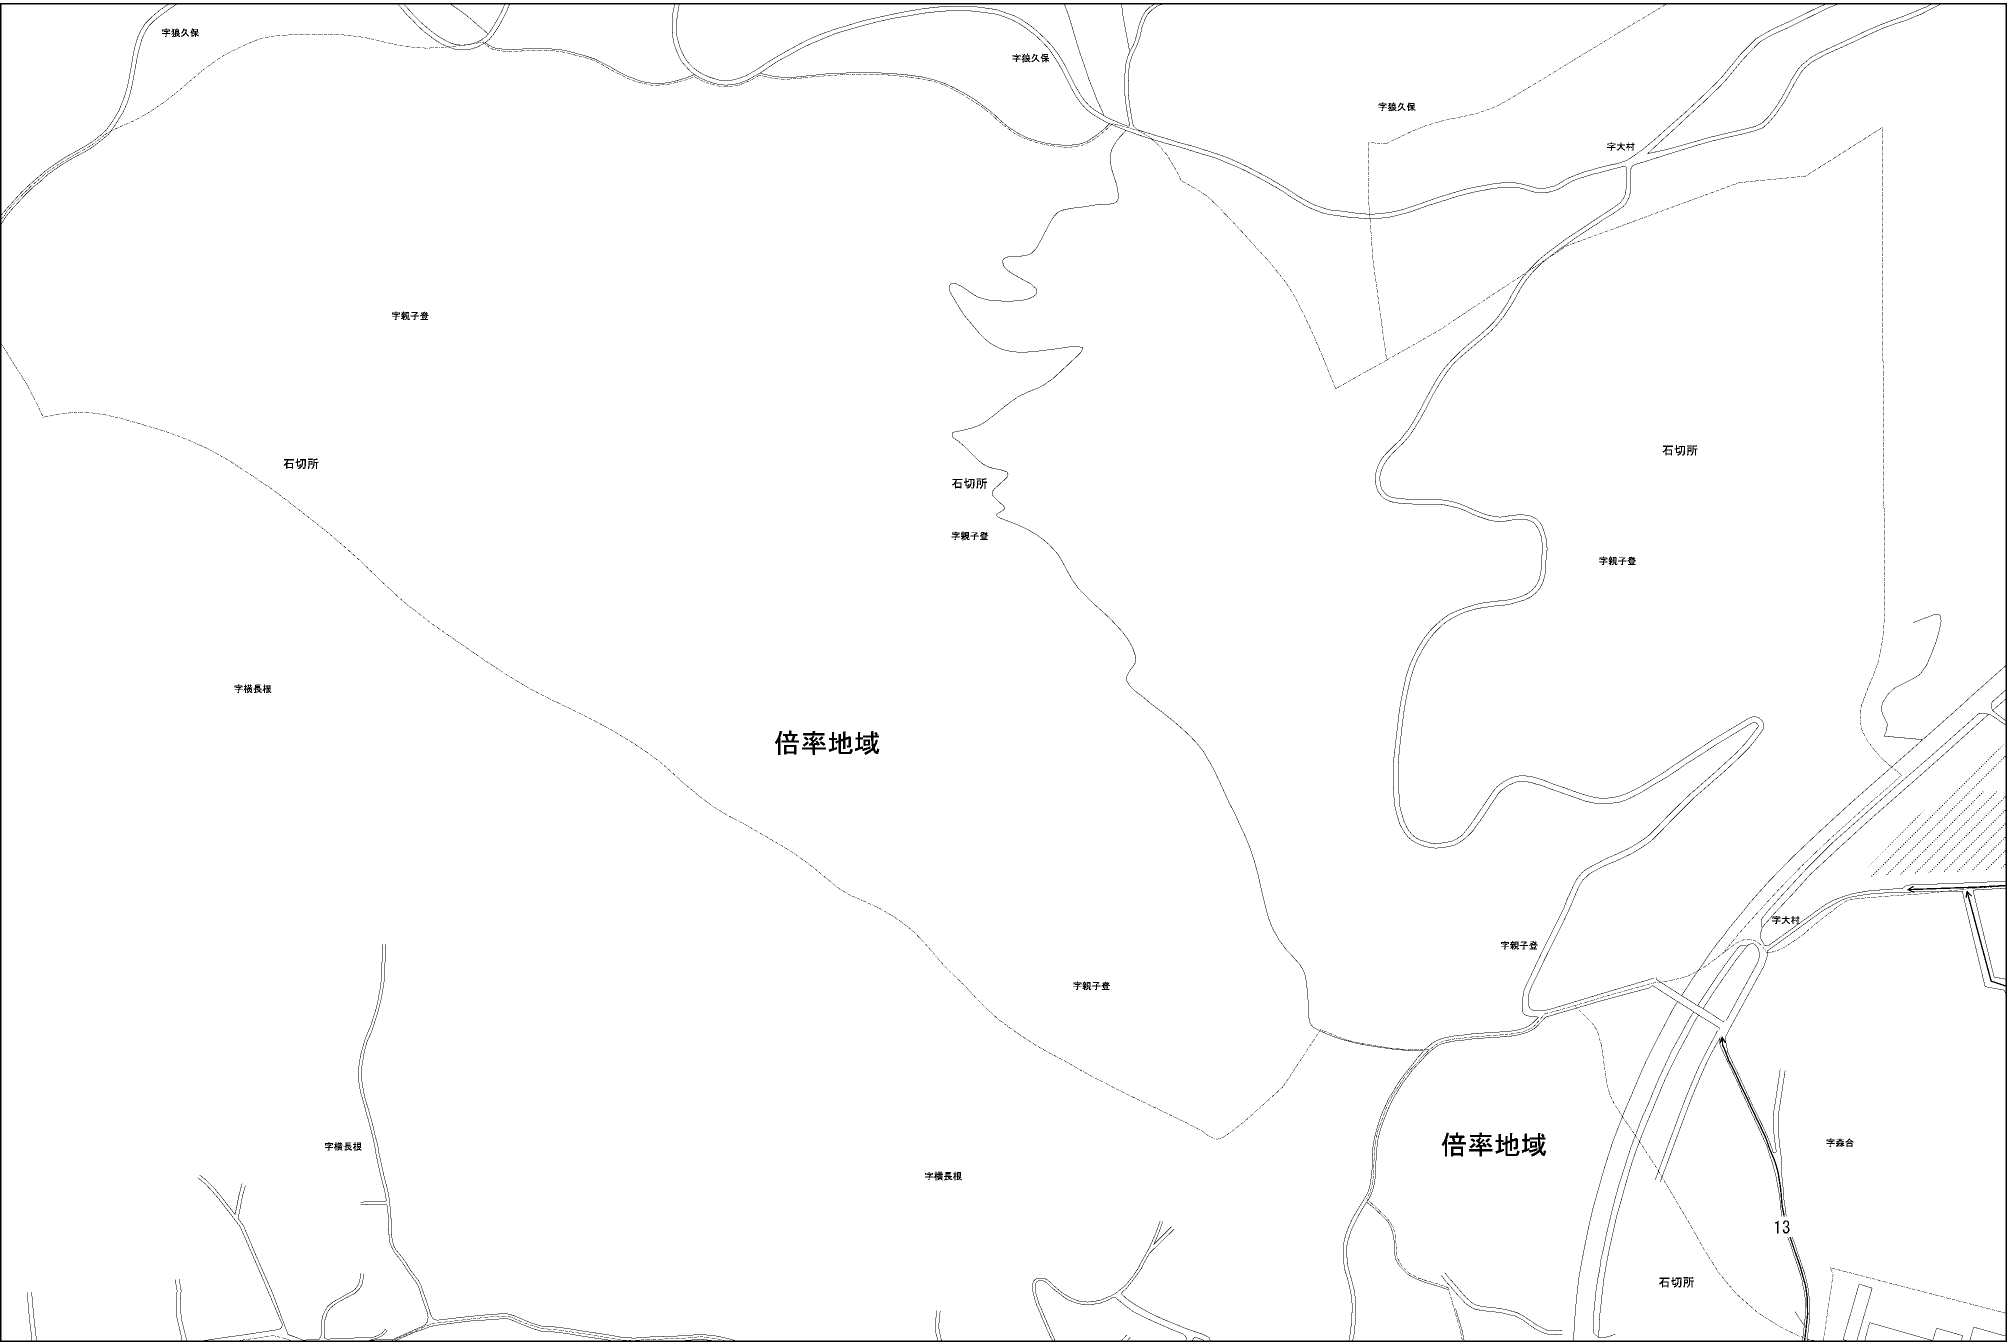 字狼久保
字狼久保
字狼久保
字大村
字親子登
石切所
石切所
石切所
字親子登
字親子登
字横長根
倍率地域
字大村
字親子登
字親子登
字横長根
倍率地域
字森合
字横長根
13
石切所